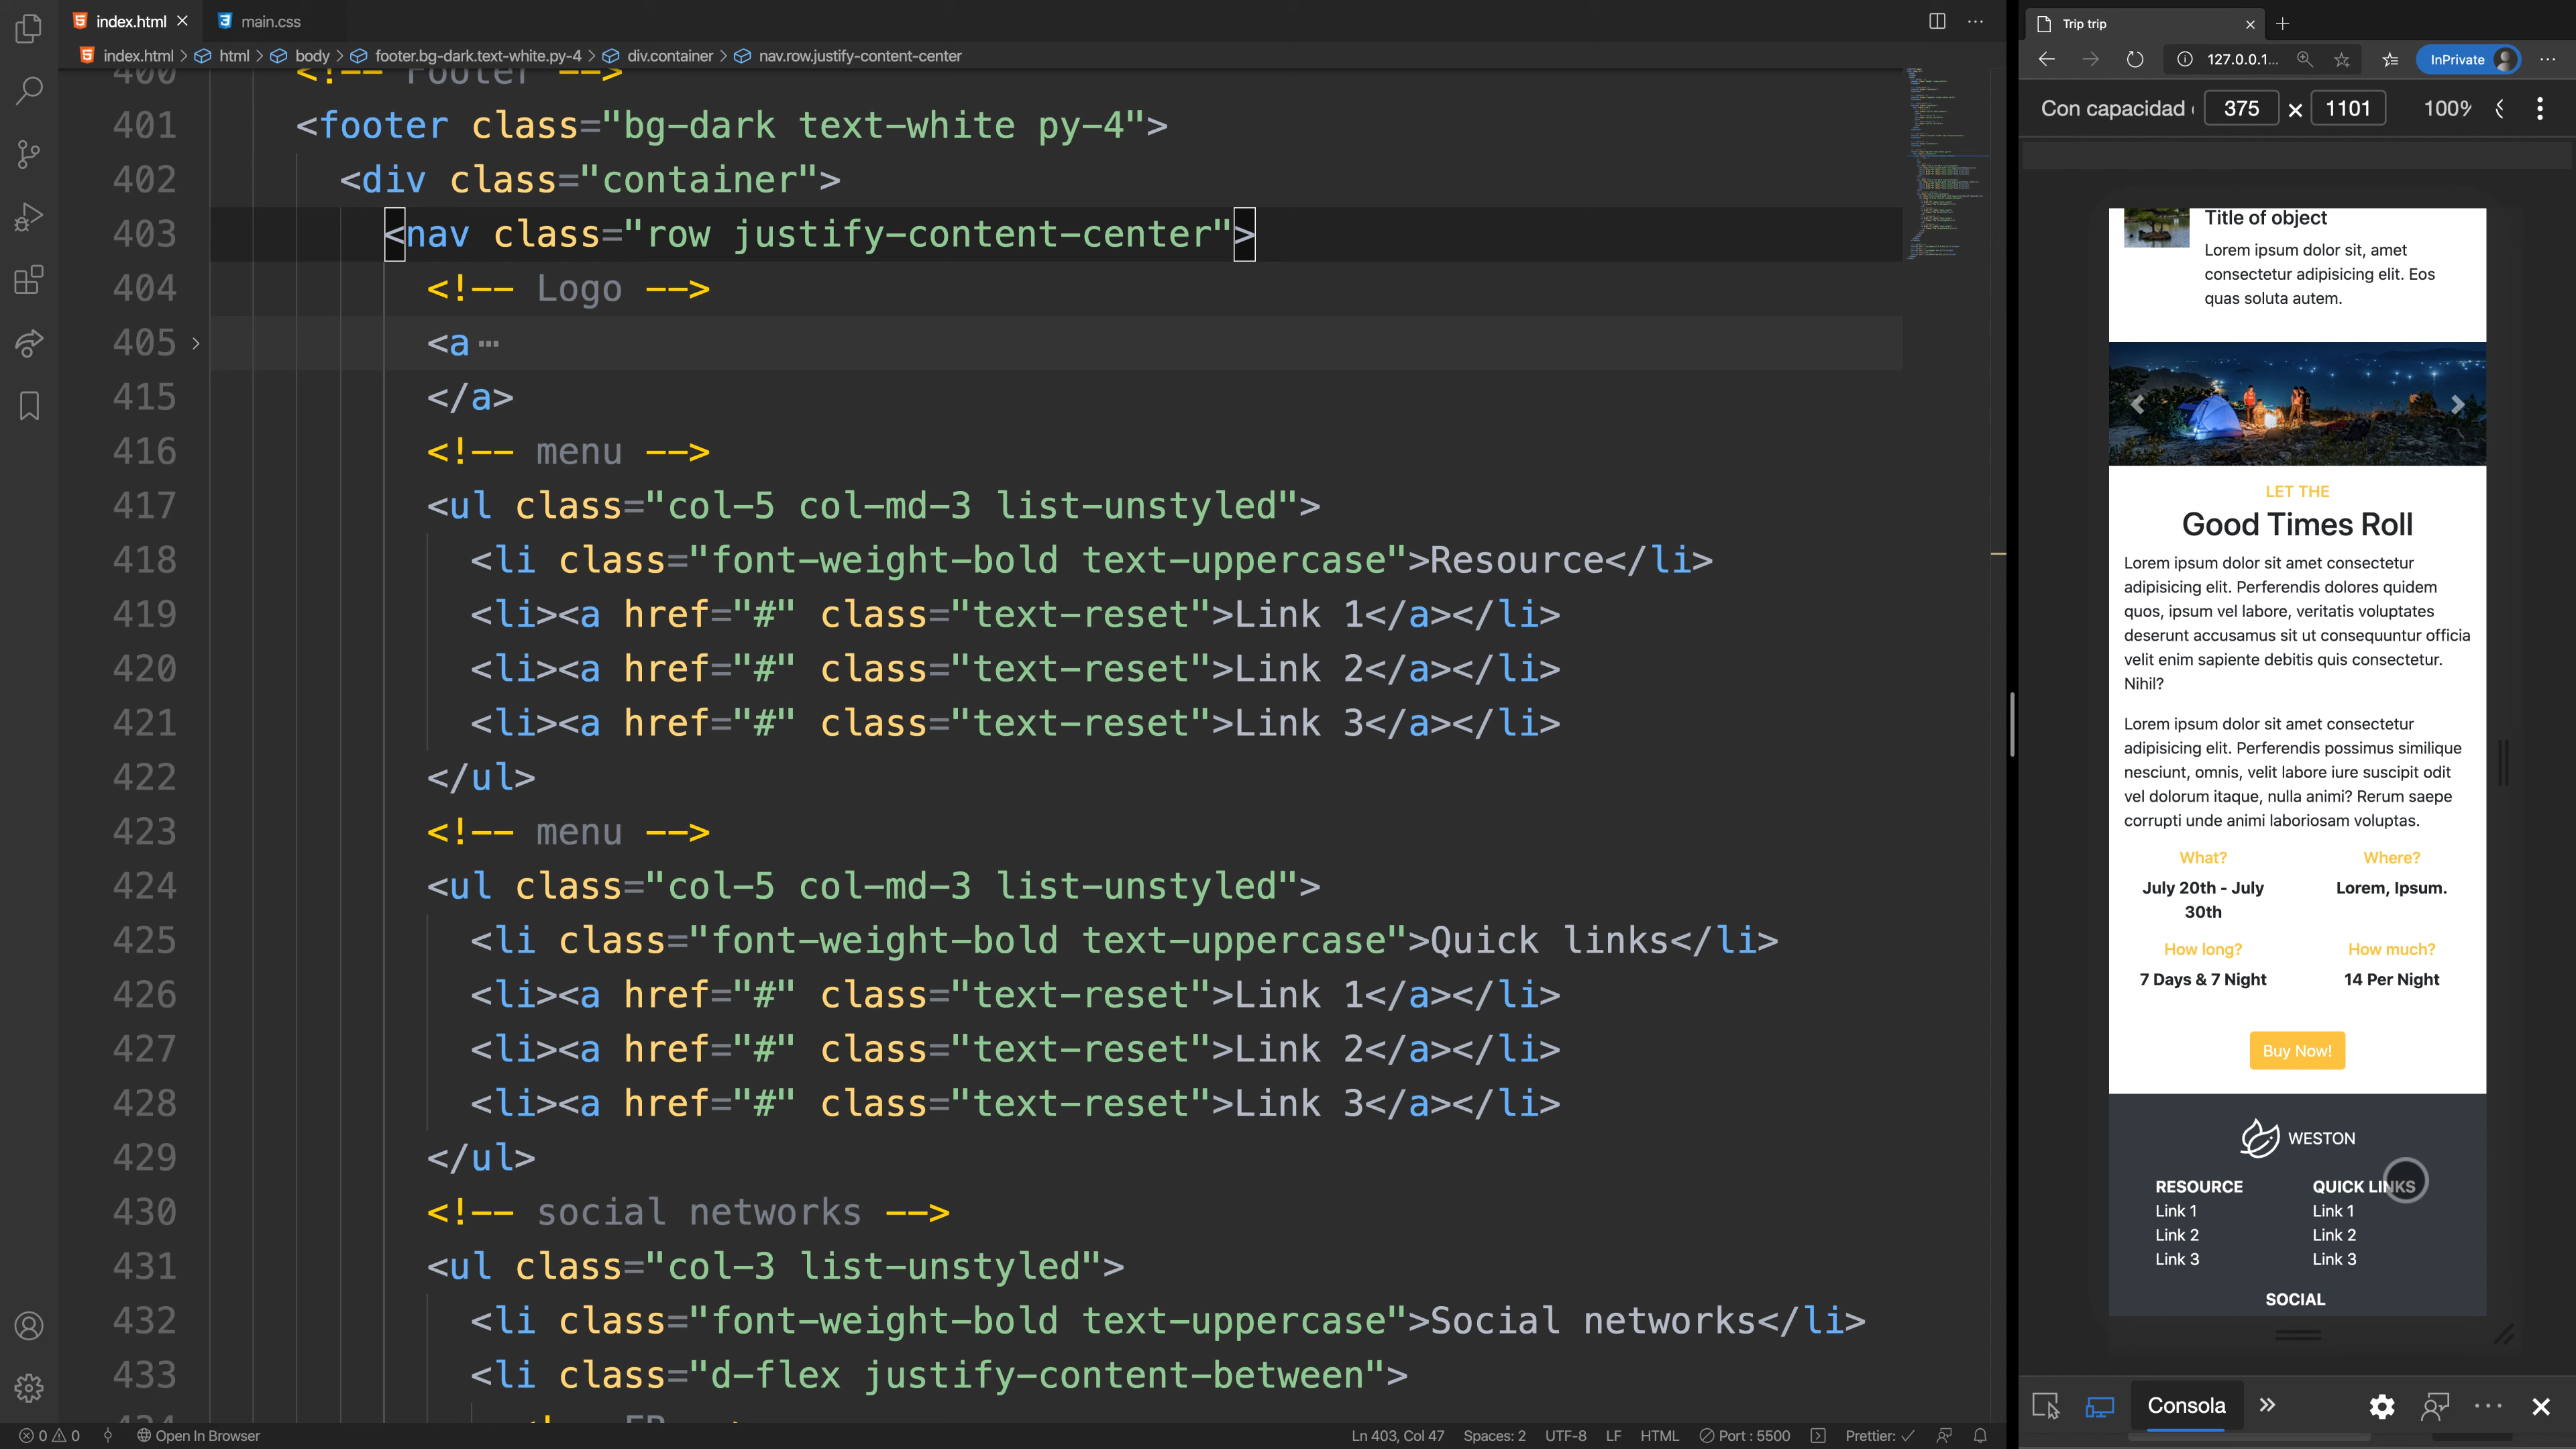 index.html
main.css
index.html > html > body > footer.bg-dark.text-white.py-4 > div.container > nav.row.justify-content-center
400 <!-- Footer -->
401 <footer class="bg-dark text-white py-4">
402 <div class="container">
403 <nav class="row justify-content-center">
404 <!-- Logo -->
405 <a ...
415 </a>
416 <!-- menu -->
417 <ul class="col-5 col-md-3 list-unstyled">
418 <li class="font-weight-bold text-uppercase">Resource</li>
419 <li><a href="#" class="text-reset">Link 1</a></li>
420 <li><a href="#" class="text-reset">Link 2</a></li>
421 <li><a href="#" class="text-reset">Link 3</a></li>
422 </ul>
423 <!-- menu -->
424 <ul class="col-5 col-md-3 list-unstyled">
425 <li class="font-weight-bold text-uppercase">Quick links</li>
426 <li><a href="#" class="text-reset">Link 1</a></li>
427 <li><a href="#" class="text-reset">Link 2</a></li>
428 <li><a href="#" class="text-reset">Link 3</a></li>
429 </ul>
430 <!-- social networks -->
431 <ul class="col-3 list-unstyled">
432 <li class="font-weight-bold text-uppercase">Social networks</li>
433 <li class="d-flex justify-content-between">
0 0 Open In Browser
Ln 403, Col 47 Spaces: 2 UTF-8 LF HTML Port : 5500 Prettier: ✓
Trip trip
127.0.0.1... InPrivate
Con capacidad 375 × 1101 100%
Title of object
Lorem ipsum dolor sit, amet
consectetur adipisicing elit. Eos
quas soluta autem.
LET THE
Good Times Roll
Lorem ipsum dolor sit amet consectetur
adipisicing elit. Perferendis dolores quidem
quos, ipsum vel labore, veritatis voluptates
deserunt accusamus sit ut consequuntur officia
velit enim sapiente debitis quis consectetur.
Nihil?
Lorem ipsum dolor sit amet consectetur
adipisicing elit. Perferendis possimus similique
nesciunt, omnis, velit labore iure suscipit odit
vel dolorum itaque, nulla animi? Rerum saepe
corrupti unde animi laboriosam voluptas.
What? Where?
July 20th - July Lorem, Ipsum.
30th
How long? How much?
7 Days & 7 Night 14 Per Night
Buy Now!
WESTON
RESOURCE QUICK LINKS
Link 1 Link 1
Link 2 Link 2
Link 3 Link 3
SOCIAL
Consola